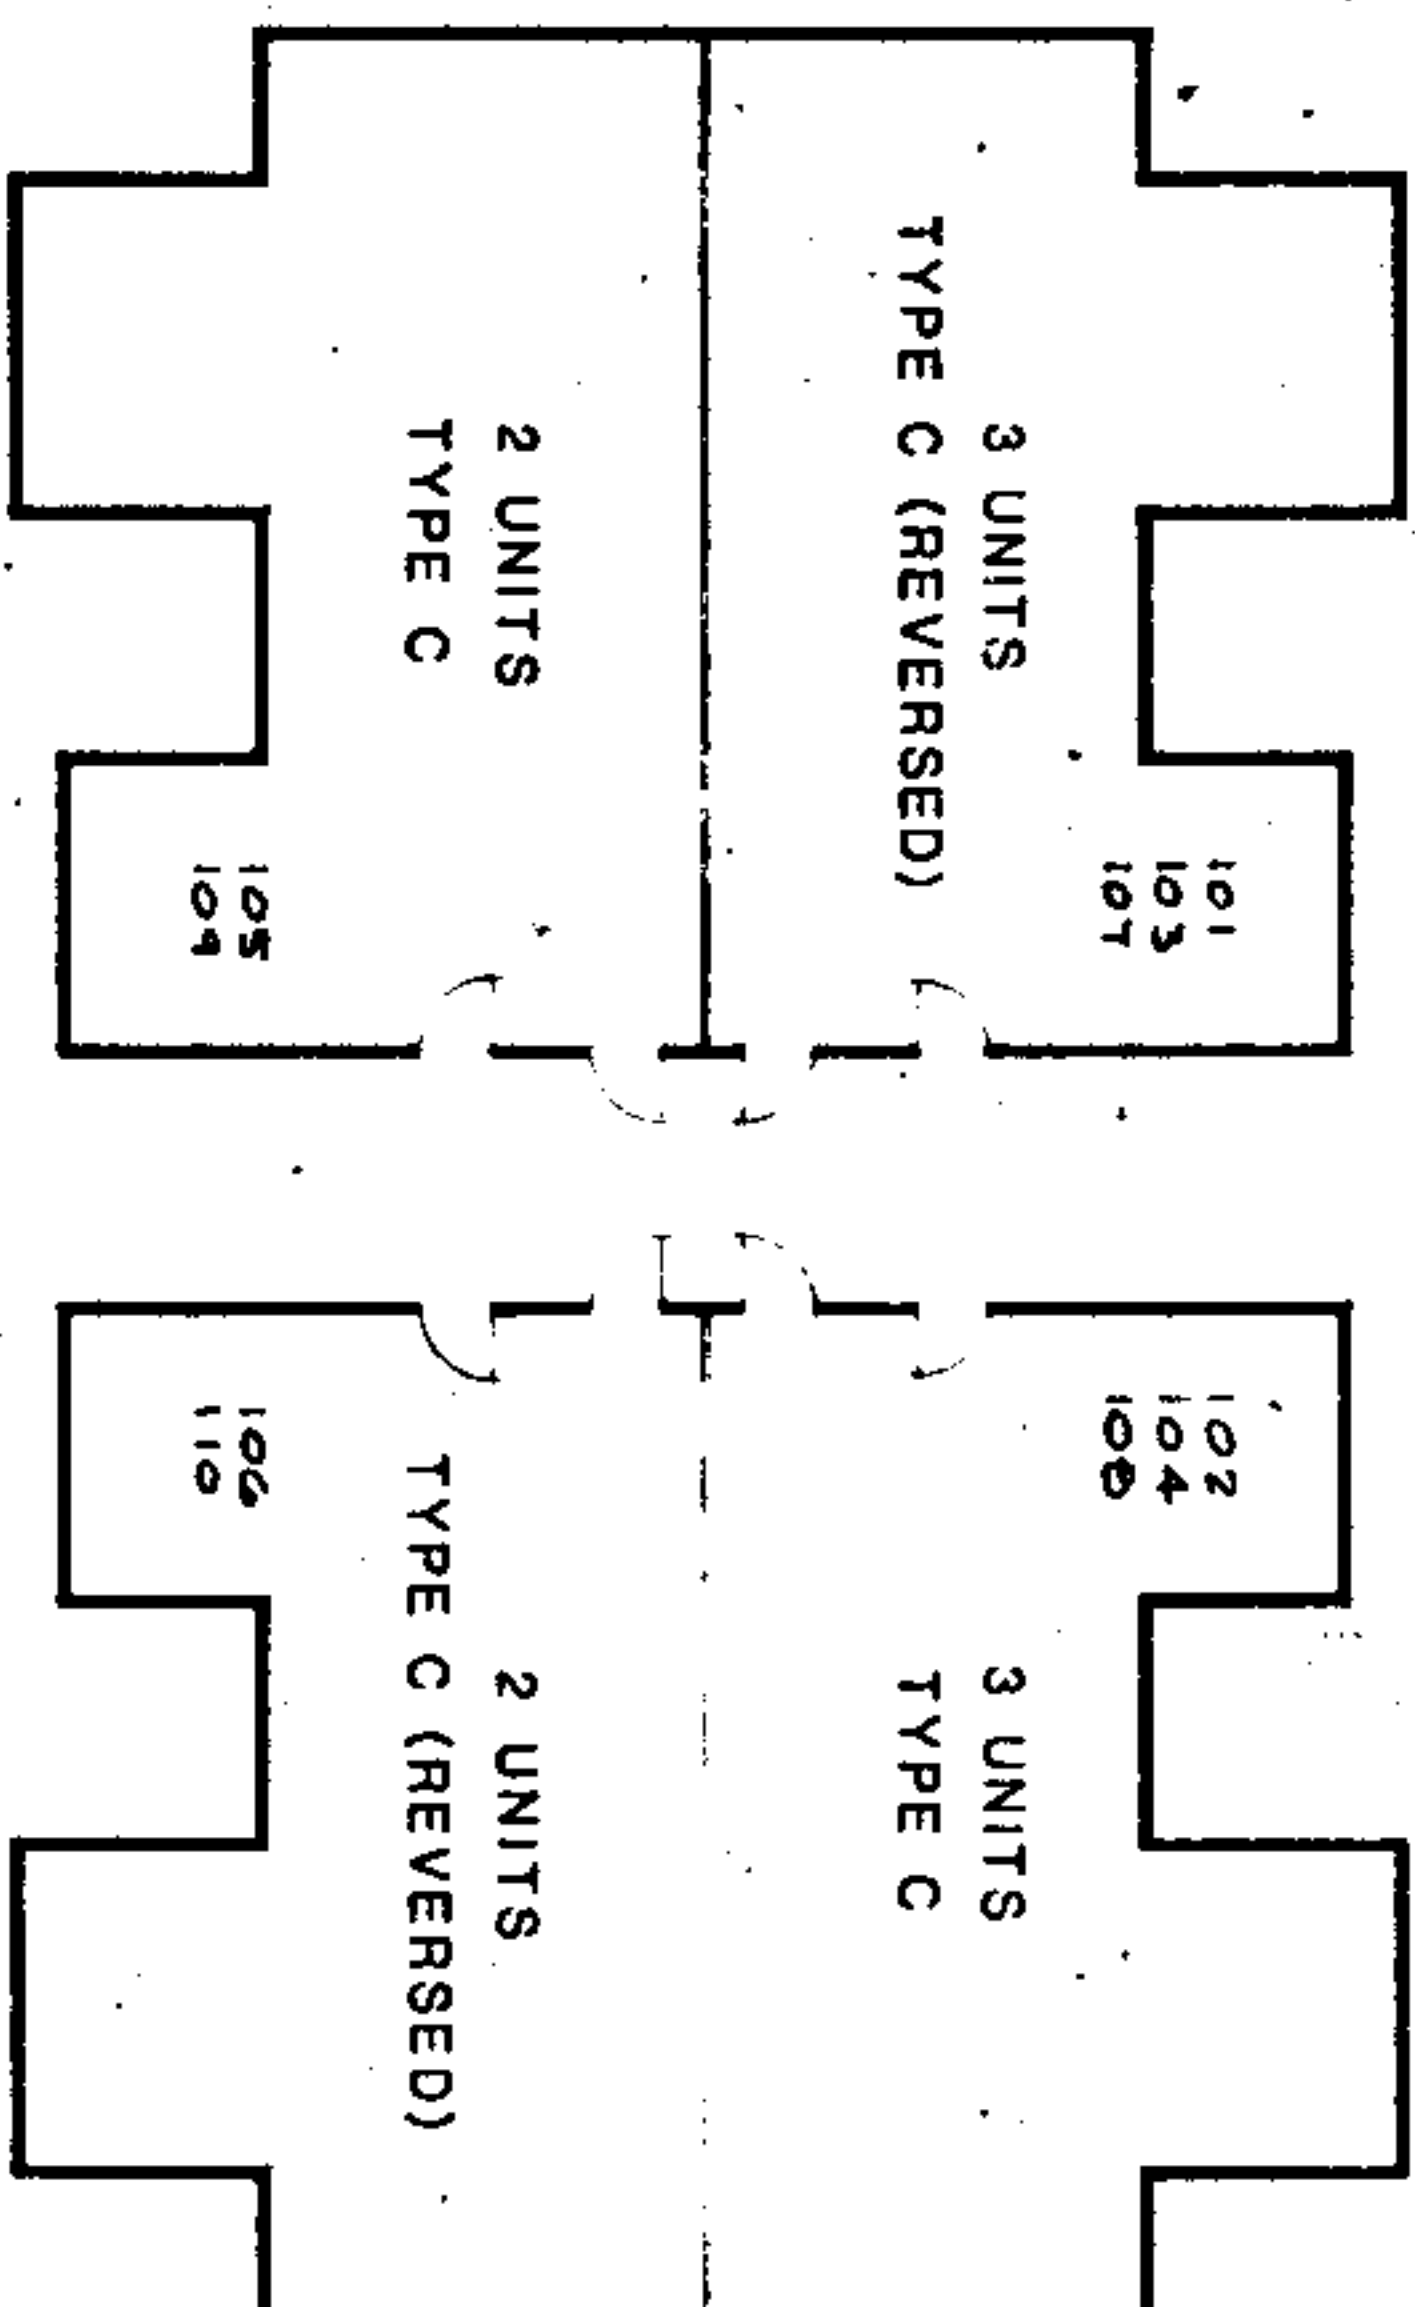 101
103
107
3 UNITS
TYPE C (REVERSED)
102
104
108
3 UNITS
TYPE C
2 UNITS
TYPE C
105
109
2 UNITS
TYPE C (REVERSED)
106
110